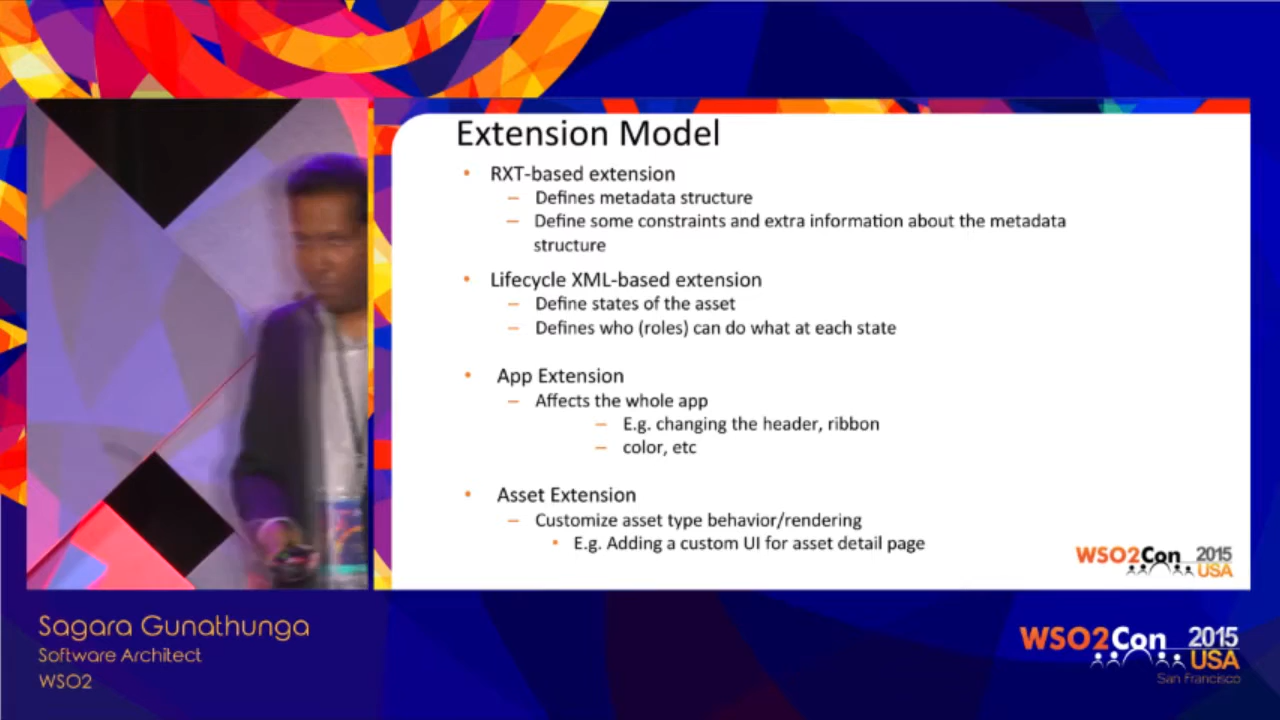 Extension Model
• RXT-based extension
– Defines metadata structure
– Define some constraints and extra information about the metadata
structure
• Lifecycle XML-based extension
– Define states of the asset
– Defines who (roles) can do what at each state
• App Extension
– Affects the whole app
– E.g. changing the header, ribbon
– color, etc
• Asset Extension
– Customize asset type behavior/rendering
• E.g. Adding a custom UI for asset detail page
WSO2Con 2015
USA
Sagara Gunathunga
Software Architect
WSO2
WSO2Con 2015
USA
San Francisco